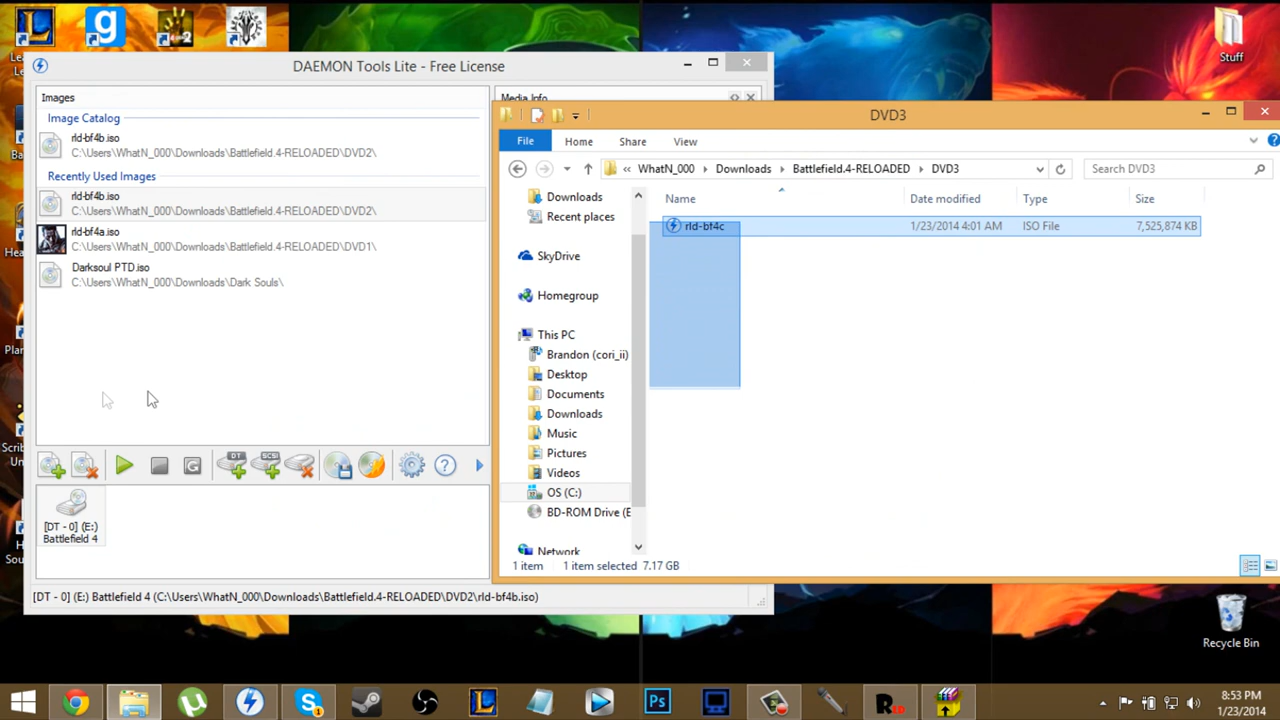 Stuff
DAEMON Tools Lite - Free License
Images
Media Info
Image Catalog
rld-bf4b.iso
C:\Users\WhatN_000\Downloads\Battlefield.4-RELOADED\DVD2\
Recently Used Images
rld-bf4b.iso
C:\Users\WhatN_000\Downloads\Battlefield.4-RELOADED\DVD2\
rld-bf4a.iso
C:\Users\WhatN_000\Downloads\Battlefield.4-RELOADED\DVD1\
Darksoul PTD.iso
C:\Users\WhatN_000\Downloads\Dark Souls\
[DT - 0] (E:)
Battlefield 4
[DT - 0] (E:) Battlefield 4 (C:\Users\WhatN_000\Downloads\Battlefield.4-RELOADED\DVD2\rld-bf4b.iso)
DVD3
File Home Share View
« WhatN_000 Downloads Battlefield.4-RELOADED DVD3 Search DVD3
Name Date modified Type Size
rld-bf4c 1/23/2014 4:01 AM ISO File 7,525,874 KB
Downloads
Recent places
SkyDrive
Homegroup
This PC
Brandon (cori_ii)
Desktop
Documents
Downloads
Music
Pictures
Videos
OS (C:)
BD-ROM Drive (E
Network
1 item 1 item selected 7.17 GB
Recycle Bin
8:53 PM
1/23/2014